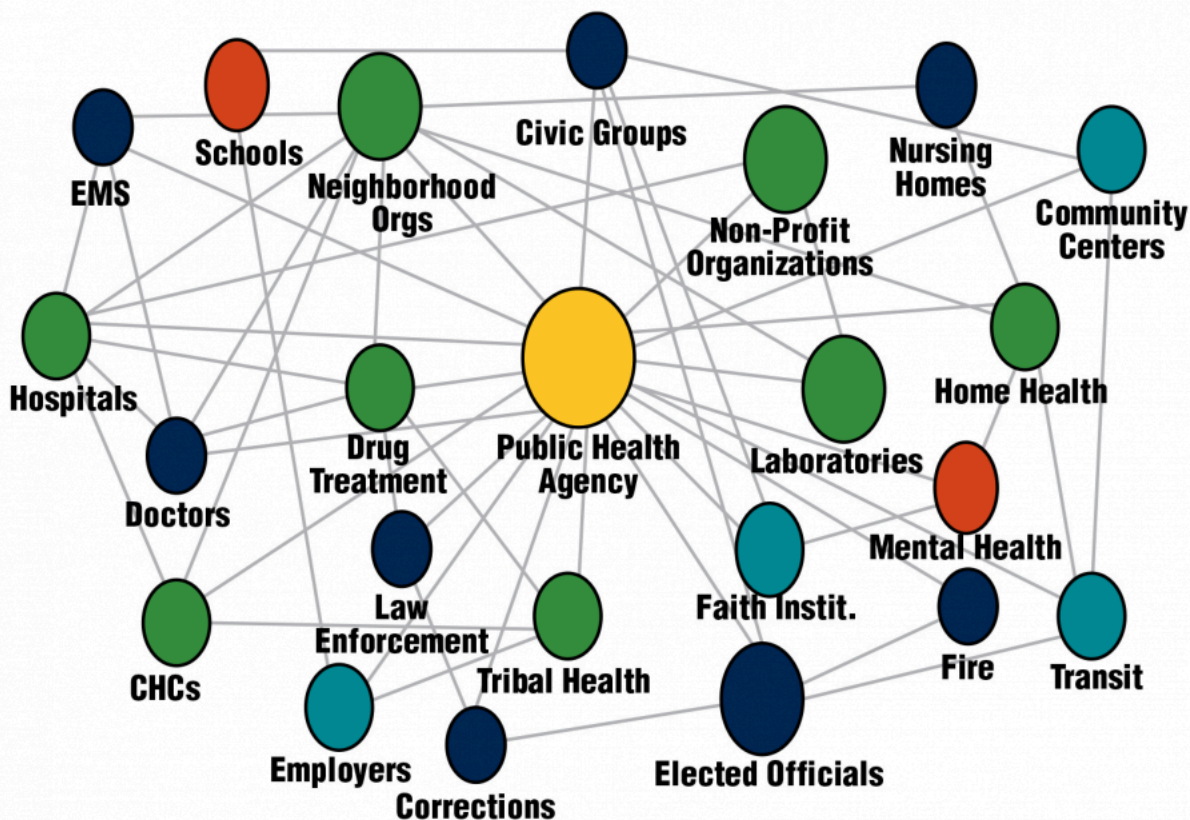 Civic Groups
Schools
Nursing
Homes
EMS
Neighborhood
Orgs
Non-Profit
Organizations
Community
Centers
Hospitals
Home Health
Drug
Treatment
Public Health
Agency
Laboratories
Doctors
Mental Health
Law
Enforcement
Faith Instit.
CHCs
Tribal Health
Fire
Transit
Employers
Elected Officials
Corrections